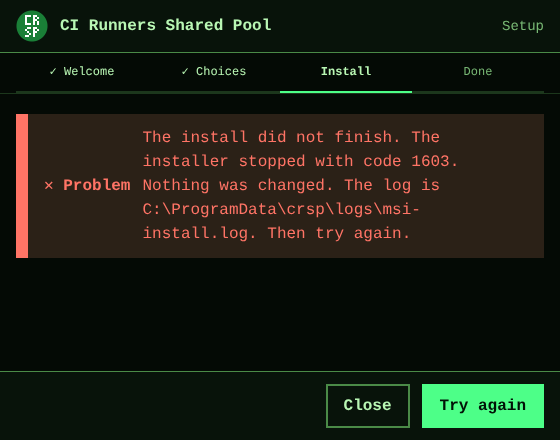 CR
SP
CI Runners Shared Pool
Setup
✓ Welcome
✓ Choices
Install
Done
× Problem
The install did not finish. The
installer stopped with code 1603.
Nothing was changed. The log is
C:\ProgramData\crsp\logs\msi-
install.log. Then try again.
Close
Try again